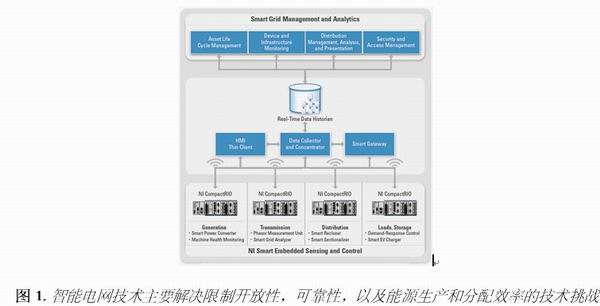 Smart Grid Management and Analytics
Asset Life
Cycle Management
Device and
Infrastructure
Monitoring
Distribution
Management, Analysis,
and Presentation
Security and
Access Management
Real-Time Data Historian
HMI
Thin Client
Data Collector
and Concentrator
Smart Gateway
NI CompactRIO
Generation
• Smart Power Converter
• Machine Health Monitoring
NI CompactRIO
Transmission
• Phasor Measurement Unit
• Smart Grid Analyzer
NI CompactRIO
Distribution
• Smart Recloser
• Smart Sectionalizer
NI CompactRIO
Loads, Storage
• Demand-Response Control
• Smart EV Charger
NI Smart Embedded Sensing and Control
图 1. 智能电网技术主要解决限制开放性，可靠性，以及能源生产和分配效率的技术挑战